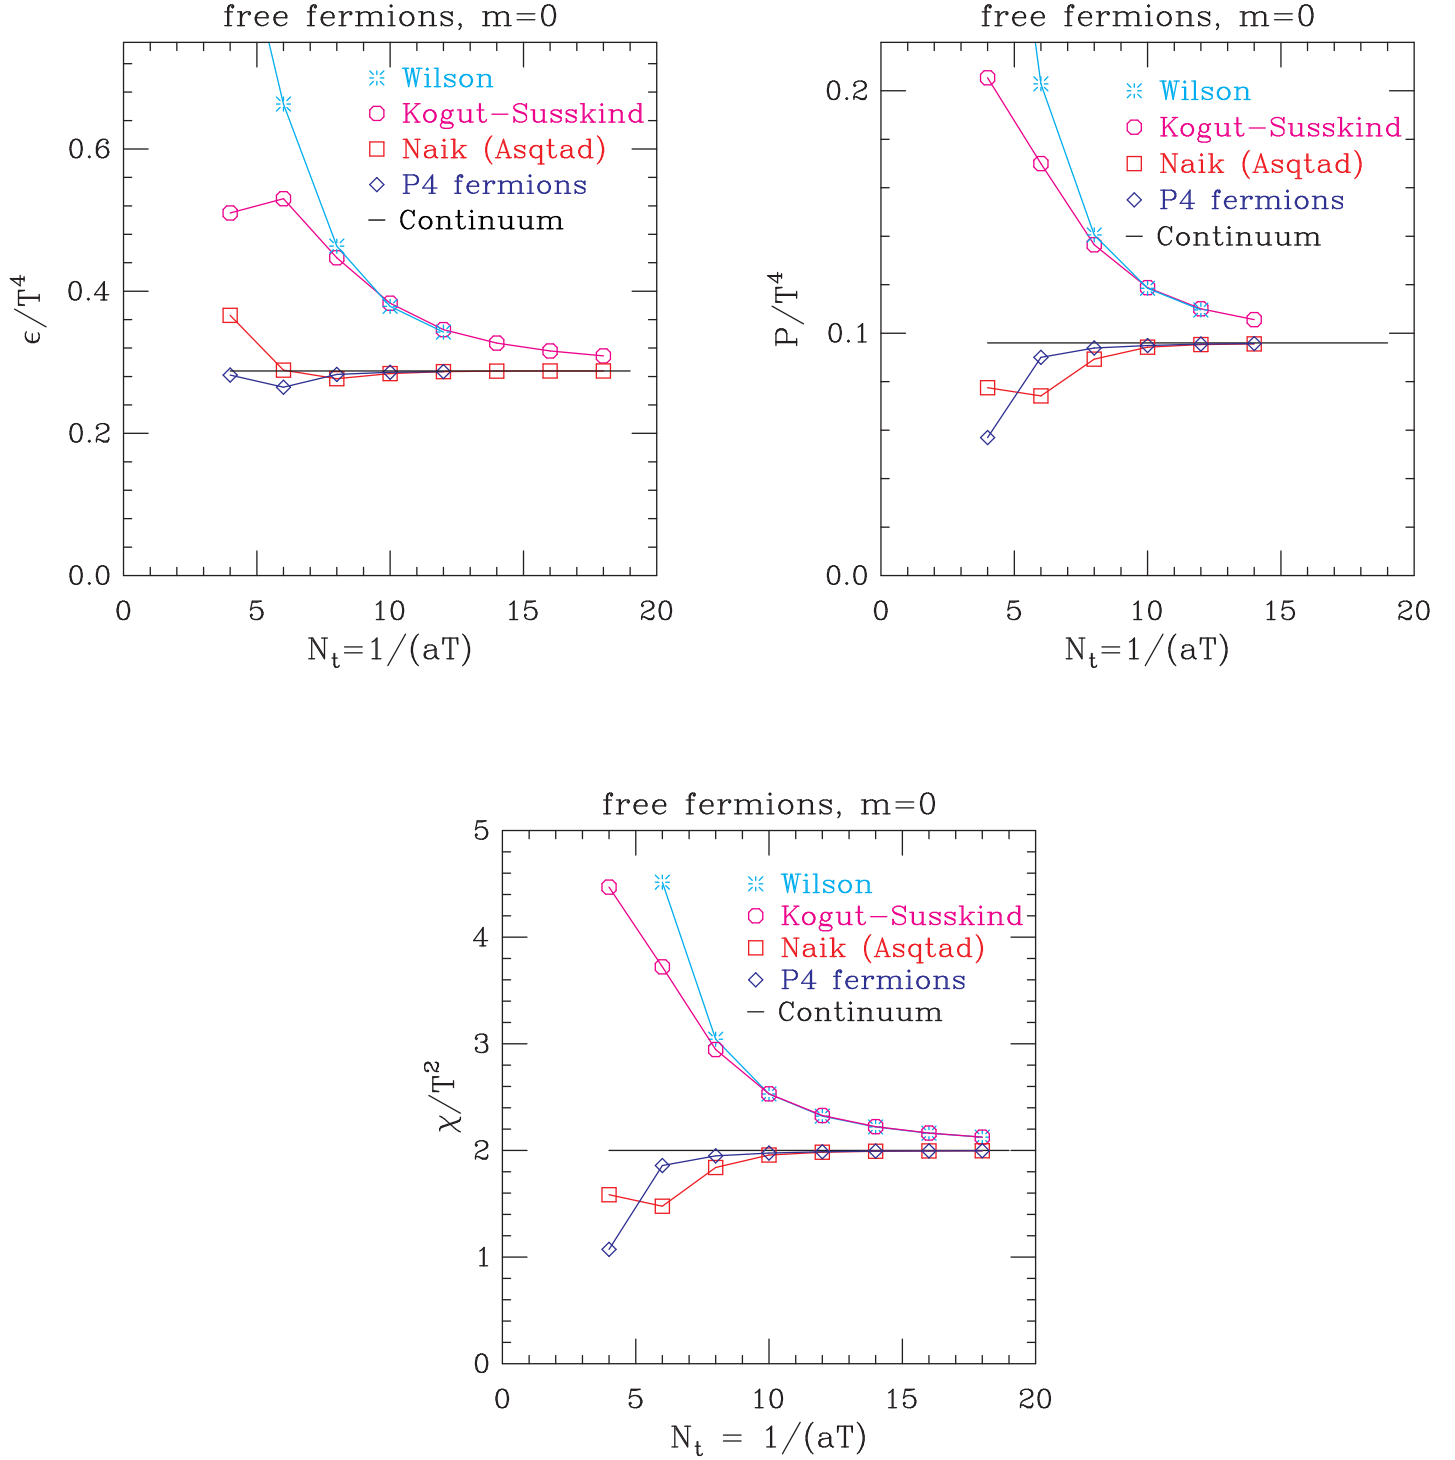 free fermions, m=0
Wilson
Kogut−Susskind
Naik (Asqtad)
P4 fermions
Continuum
0.6
0.4
0.2
0.0
ϵ/T⁴
0 5 10 15 20
Nₜ=1/(aT)
free fermions, m=0
Wilson
Kogut−Susskind
Naik (Asqtad)
P4 fermions
Continuum
0.2
0.1
0.0
P/T⁴
0 5 10 15 20
Nₜ=1/(aT)
free fermions, m=0
Wilson
Kogut−Susskind
Naik (Asqtad)
P4 fermions
Continuum
5
4
3
2
1
0
χ/T²
0 5 10 15 20
Nₜ = 1/(aT)